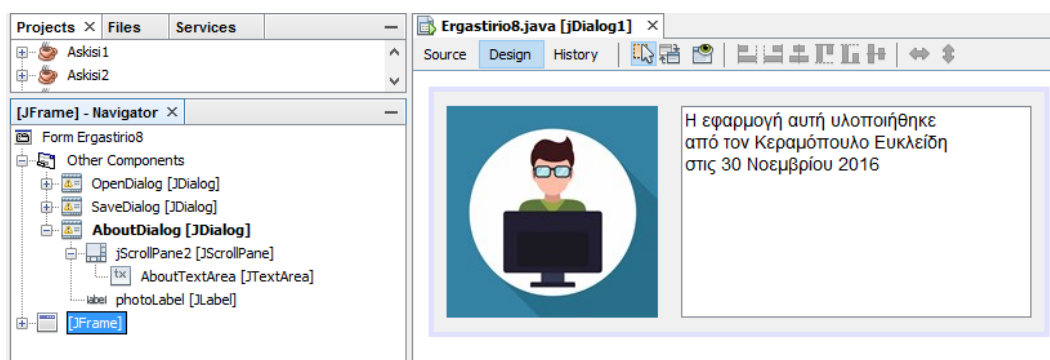 Projects Files Services
Askisi1
Askisi2
[JFrame] - Navigator
Form Ergastirio8
Other Components
OpenDialog [JDialog]
SaveDialog [JDialog]
AboutDialog [JDialog]
jScrollPane2 [JScrollPane]
tx AboutTextArea [JTextArea]
label photoLabel [JLabel]
[JFrame]
Ergastirio8.java [jDialog1]
Source Design History
Η εφαρμογή αυτή υλοποιήθηκε
από τον Κεραμόπουλο Ευκλείδη
στις 30 Νοεμβρίου 2016